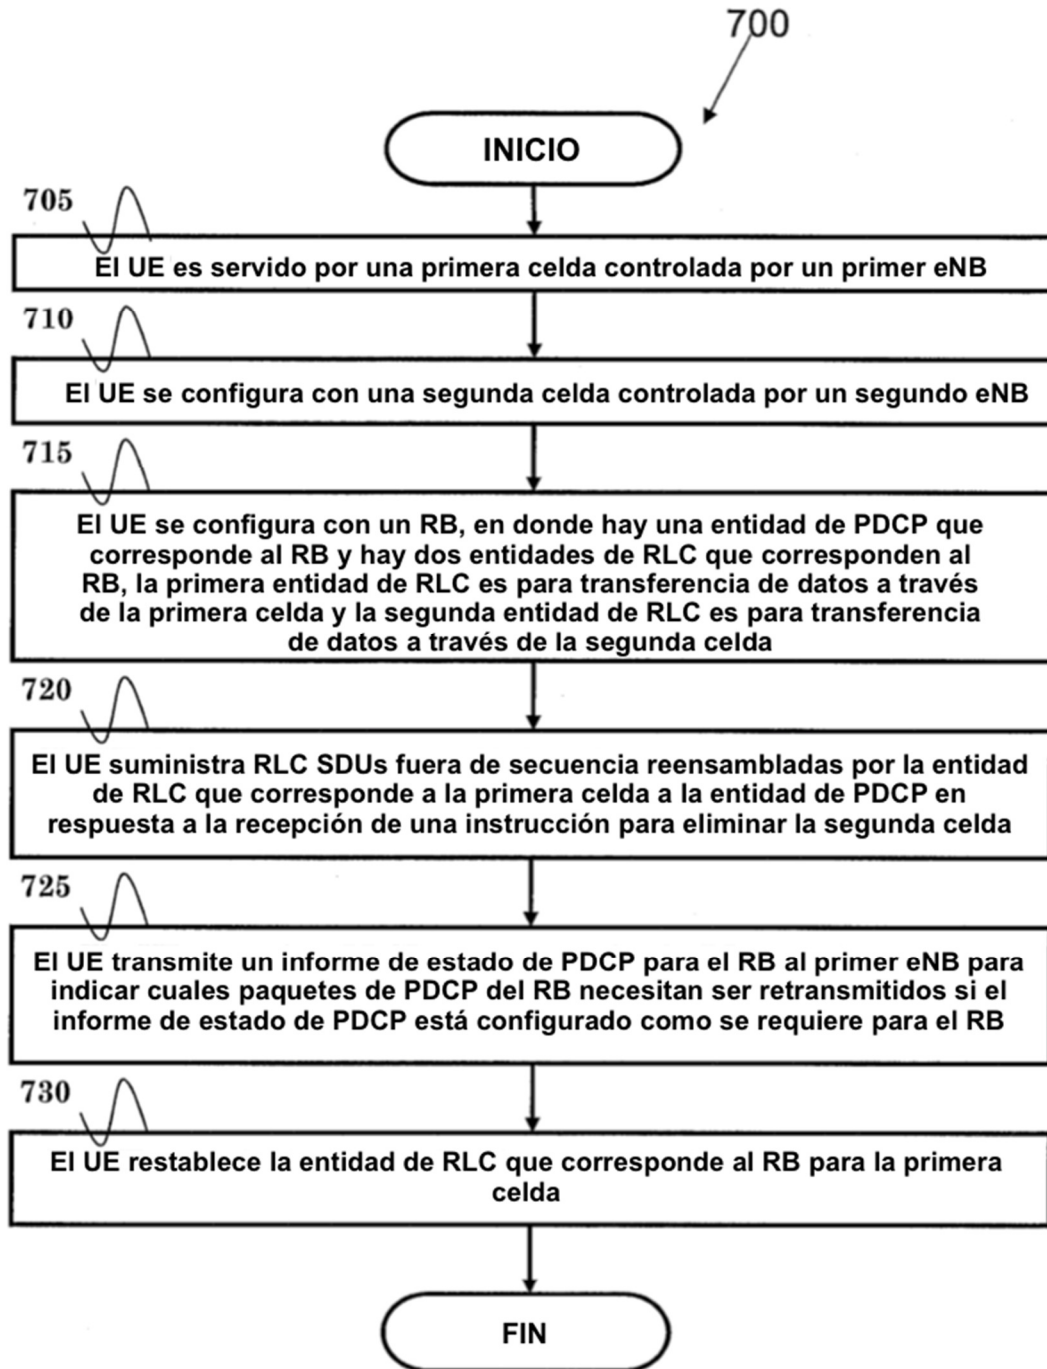 700
INICIO
705
El UE es servido por una primera celda controlada por un primer eNB
710
El UE se configura con una segunda celda controlada por un segundo eNB
715
El UE se configura con un RB, en donde hay una entidad de PDCP que
corresponde al RB y hay dos entidades de RLC que corresponden al
RB, la primera entidad de RLC es para transferencia de datos a través
de la primera celda y la segunda entidad de RLC es para transferencia
de datos a través de la segunda celda
720
El UE suministra RLC SDUs fuera de secuencia reensambladas por la entidad
de RLC que corresponde a la primera celda a la entidad de PDCP en
respuesta a la recepción de una instrucción para eliminar la segunda celda
725
El UE transmite un informe de estado de PDCP para el RB al primer eNB para
indicar cuales paquetes de PDCP del RB necesitan ser retransmitidos si el
informe de estado de PDCP está configurado como se requiere para el RB
730
El UE restablece la entidad de RLC que corresponde al RB para la primera
celda
FIN